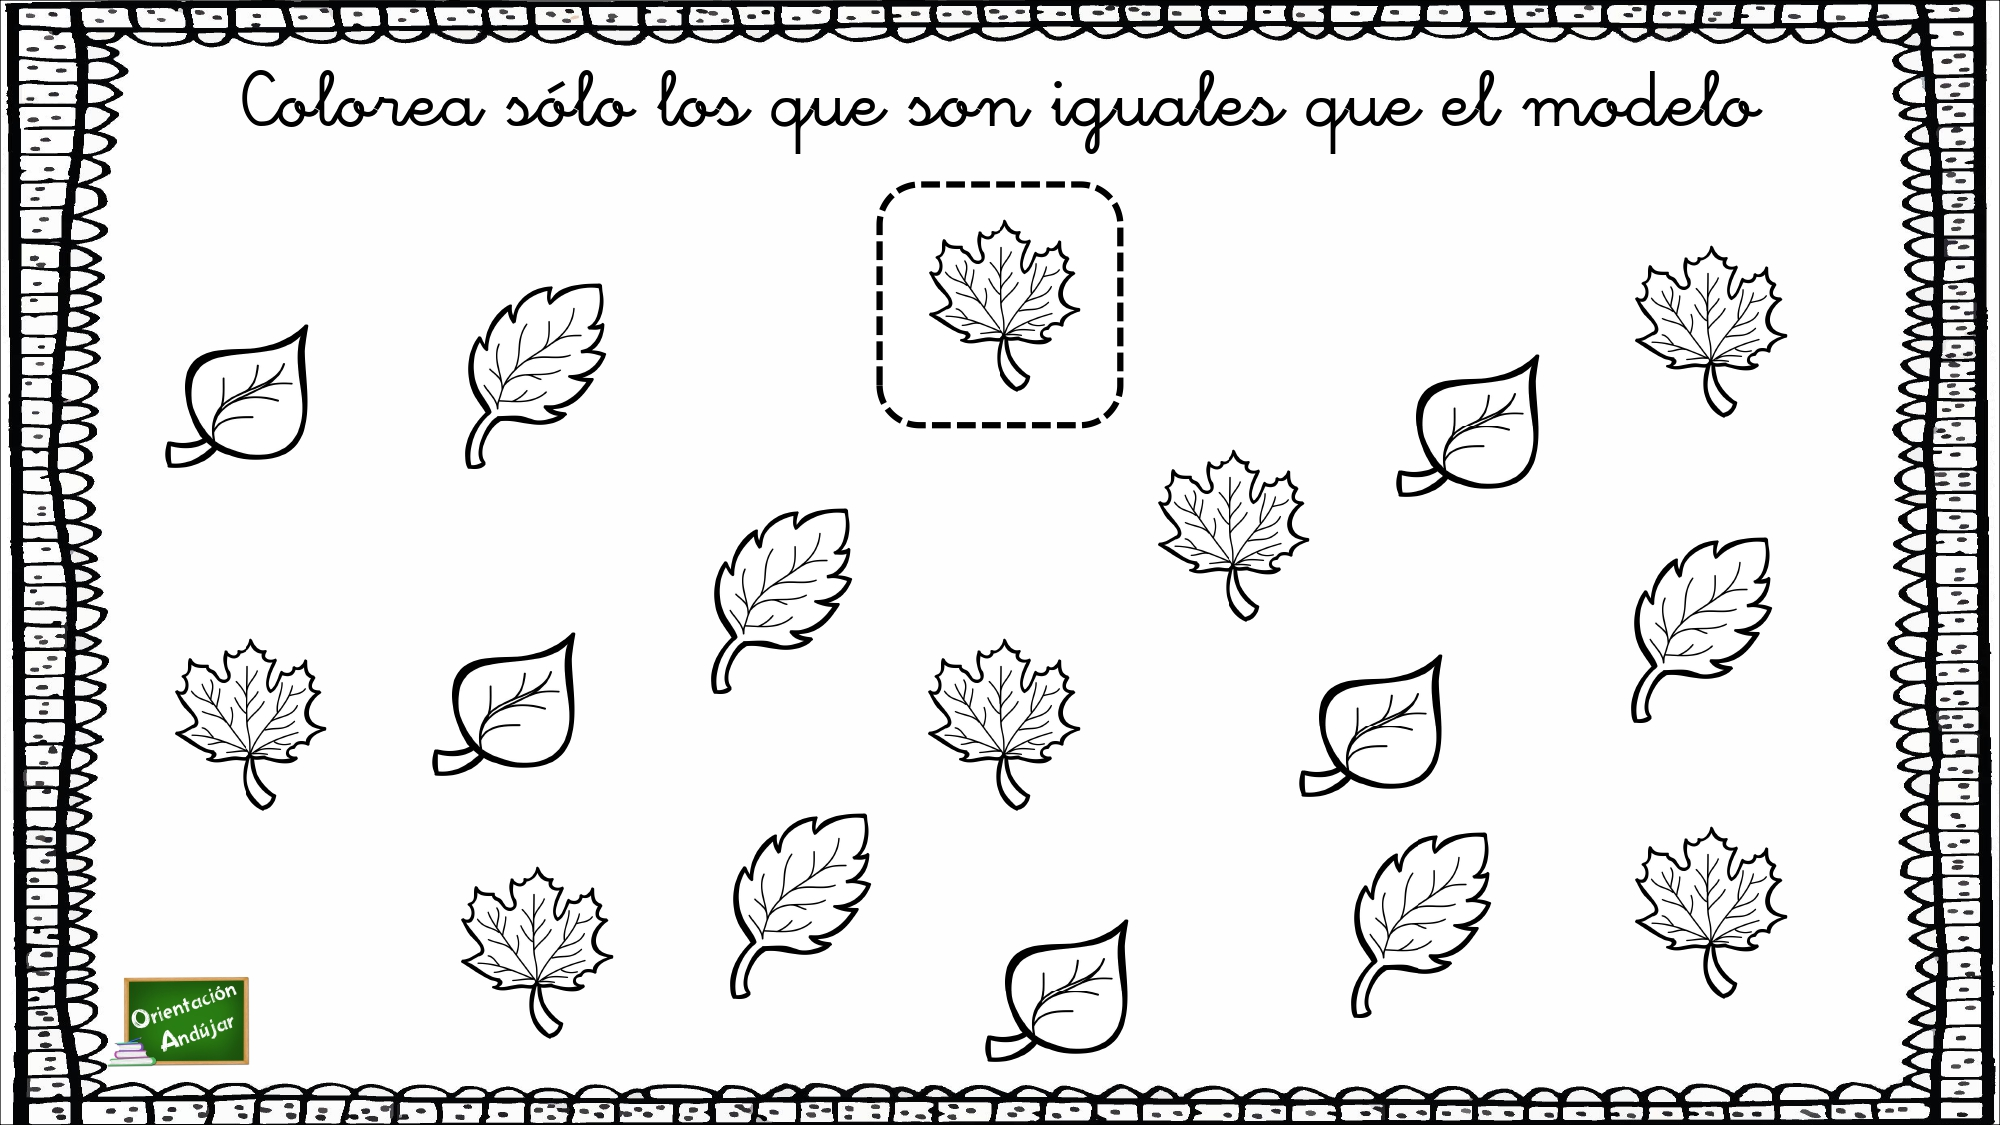 Colorea sólo los que son iguales que el modelo
Orientación
Andújar